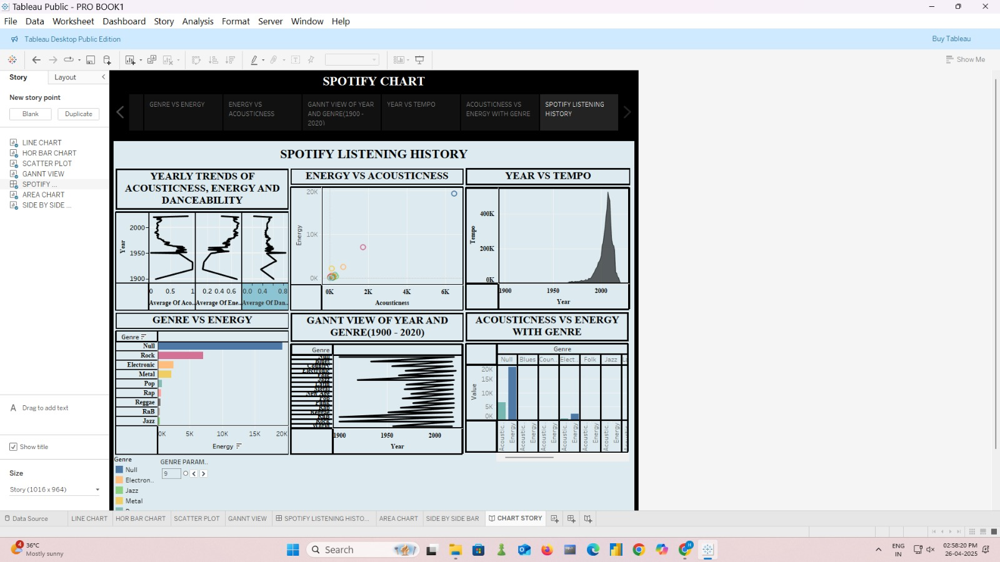 Tableau Public - PRO BOOK1
File Data Worksheet Dashboard Story Analysis Format Server Window Help
Tableau Desktop Public Edition
Buy Tableau
Show Me
Story Layout
New story point
Blank Duplicate
LINE CHART
HOR BAR CHART
SCATTER PLOT
GANNT VIEW
SPOTIFY ...
AREA CHART
SIDE BY SIDE ...
A Drag to add text
Show title
Size
Story (1016 x 964)
SPOTIFY CHART
GENRE VS ENERGY
ENERGY VS
ACOUSTICNESS
GANNT VIEW OF YEAR
AND GENRE(1900 -
2020)
YEAR VS TEMPO
ACOUSTICNESS VS
ENERGY WITH GENRE
SPOTIFY LISTENING
HISTORY
SPOTIFY LISTENING HISTORY
YEARLY TRENDS OF
ACOUSTICNESS, ENERGY AND
DANCEABILITY
Year
2000
1950
1900
0 0.5 1 0.2 0.4 0.6 0.0 0.4 0.8
Average Of Aco.. Average Of Ene.. Average Of Dan..
ENERGY VS ACOUSTICNESS
Energy
20K
10K
0K
0K 2K 4K 6K
Acousticness
YEAR VS TEMPO
Tempo
400K
200K
0K
1900 1950 2000
Year
GENRE VS ENERGY
Genre
Null
Rock
Electronic
Metal
Pop
Rap
Reggae
RnB
Jazz
0K 5K 10K 15K 20K
Energy
GANNT VIEW OF YEAR AND
GENRE(1900 - 2020)
Genre
Null
Blues
Country
Electronic
Folk
Jazz
Latin
Metal
New Age
Pop
Punk
Rap
Reggae
RnB
Rock
World
1900 1950 2000
Year
ACOUSTICNESS VS ENERGY
WITH GENRE
Genre
Null Blues Coun.. Elect.. Folk Jazz
Value
20K
15K
10K
5K
0K
Acoustic.. Energy Acoustic.. Energy Acoustic.. Energy Acoustic.. Energy Acoustic.. Energy Acoustic.. Energy
Genre
Null
Electron..
Jazz
Metal
GENRE PARAM..
9
Data Source LINE CHART HOR BAR CHART SCATTER PLOT GANNT VIEW SPOTIFY LISTENING HISTO... AREA CHART SIDE BY SIDE BAR CHART STORY
4
36°C
Mostly sunny
Search
H
ENG
IN
02:58:20 PM
26-04-2025